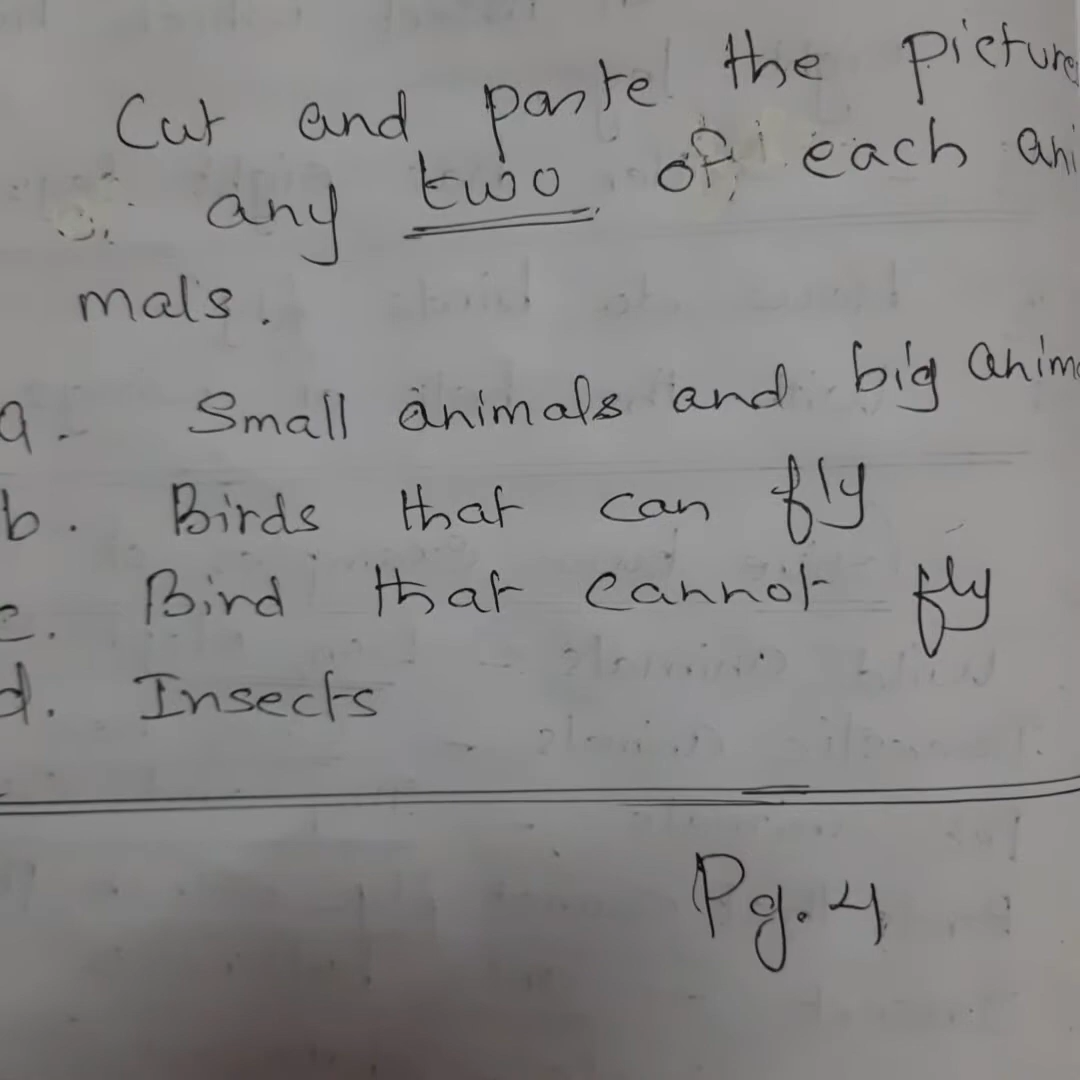 Cut and paste the picture
any two of each ani
mals.
a. Small animals and big anima
b. Birds that can fly
c. Bird that cannot fly
d. Insects
Pg. 4